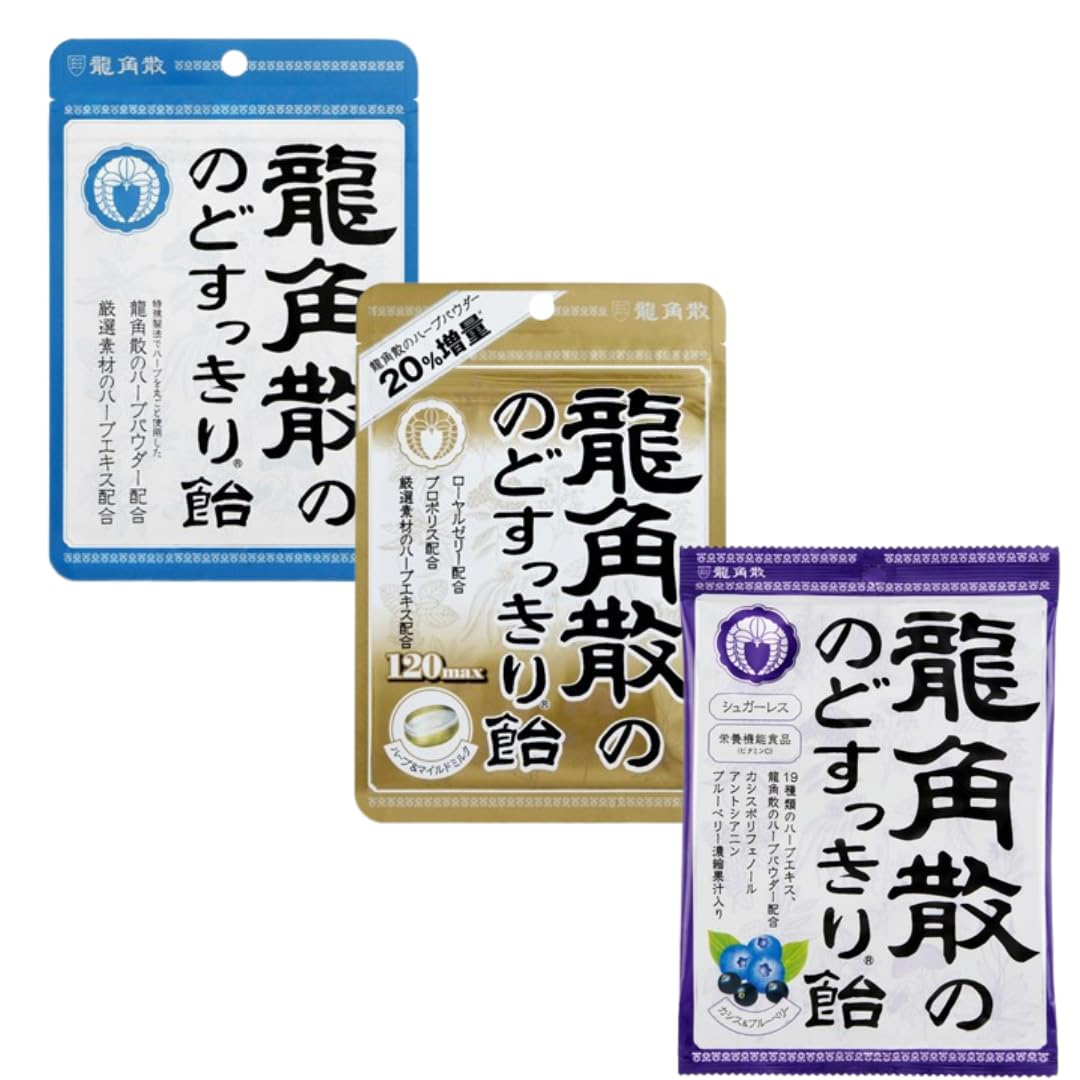 龍角散
龍角散の
のどすっきり®飴
特殊製法でハーブを丸ごと使用した
龍角散のハーブパウダー配合
厳選素材のハーブエキス配合
龍角散
龍角散のハーブパウダー
20%増量
龍角散の
のどすっきり®飴
ローヤルゼリー配合
プロポリス配合
厳選素材のハーブエキス配合
120max
ハーブ&マイルドミルク
龍角散
龍角散の
のどすっきり®飴
シュガーレス
栄養機能食品
(ビタミンC)
19種類のハーブエキス、
龍角散のハーブパウダー配合
カシスポリフェノール
アントシアニン
ブルーベリー濃縮果汁入り
カシス&ブルーベリー